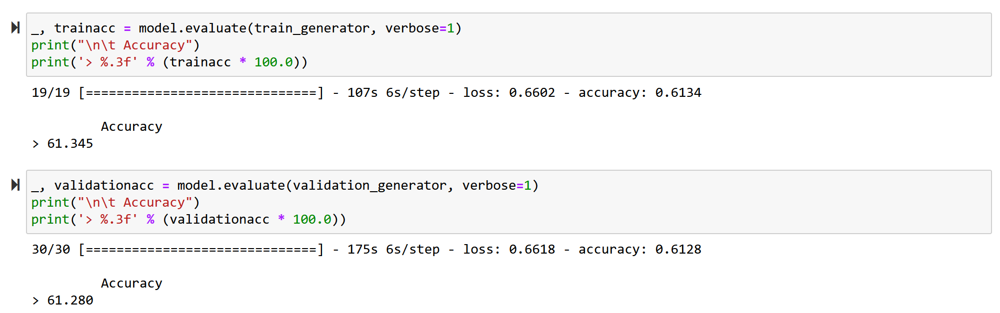 _, trainacc = model.evaluate(train_generator, verbose=1)
print("\n\t Accuracy")
print('> %.3f' % (trainacc * 100.0))
19/19 [==============================] - 107s 6s/step - loss: 0.6602 - accuracy: 0.6134
Accuracy
> 61.345
_, validationacc = model.evaluate(validation_generator, verbose=1)
print("\n\t Accuracy")
print('> %.3f' % (validationacc * 100.0))
30/30 [==============================] - 175s 6s/step - loss: 0.6618 - accuracy: 0.6128
Accuracy
> 61.280